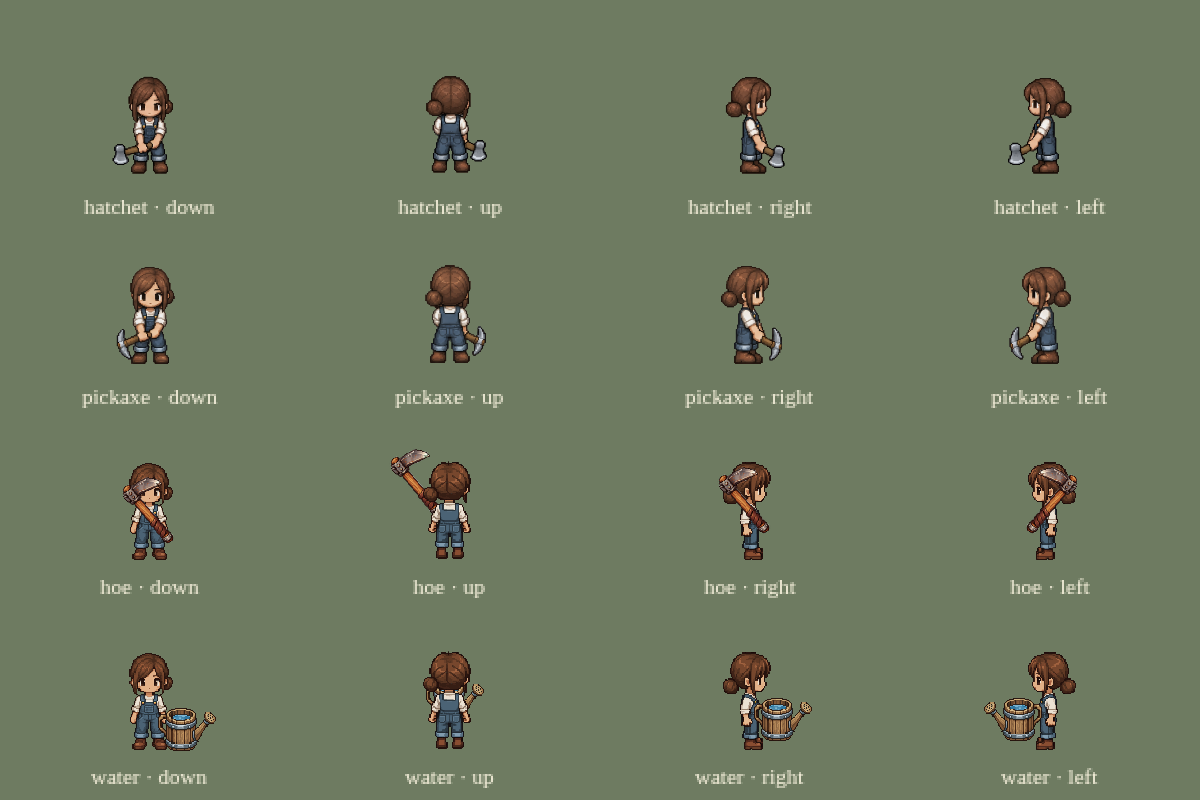 hatchet · down
hatchet · up
hatchet · right
hatchet · left
pickaxe · down
pickaxe · up
pickaxe · right
pickaxe · left
hoe · down
hoe · up
hoe · right
hoe · left
water · down
water · up
water · right
water · left